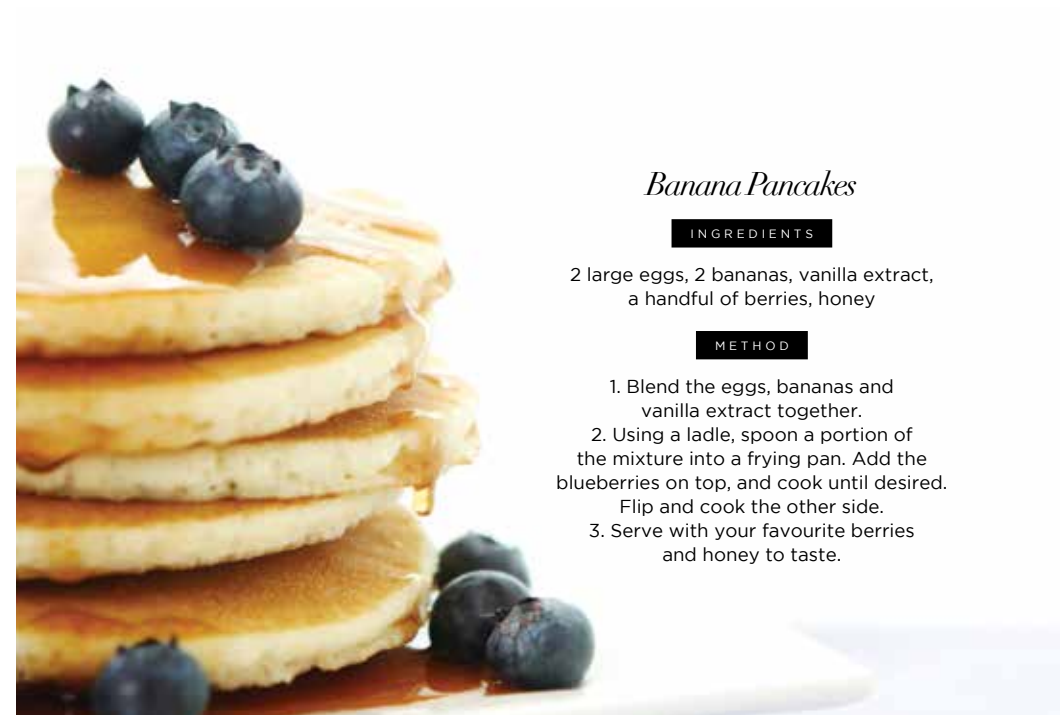 Banana Pancakes
INGREDIENTS
2 large eggs, 2 bananas, vanilla extract,
a handful of berries, honey
METHOD
1. Blend the eggs, bananas and
vanilla extract together.
2. Using a ladle, spoon a portion of
the mixture into a frying pan. Add the
blueberries on top, and cook until desired.
Flip and cook the other side.
3. Serve with your favourite berries
and honey to taste.